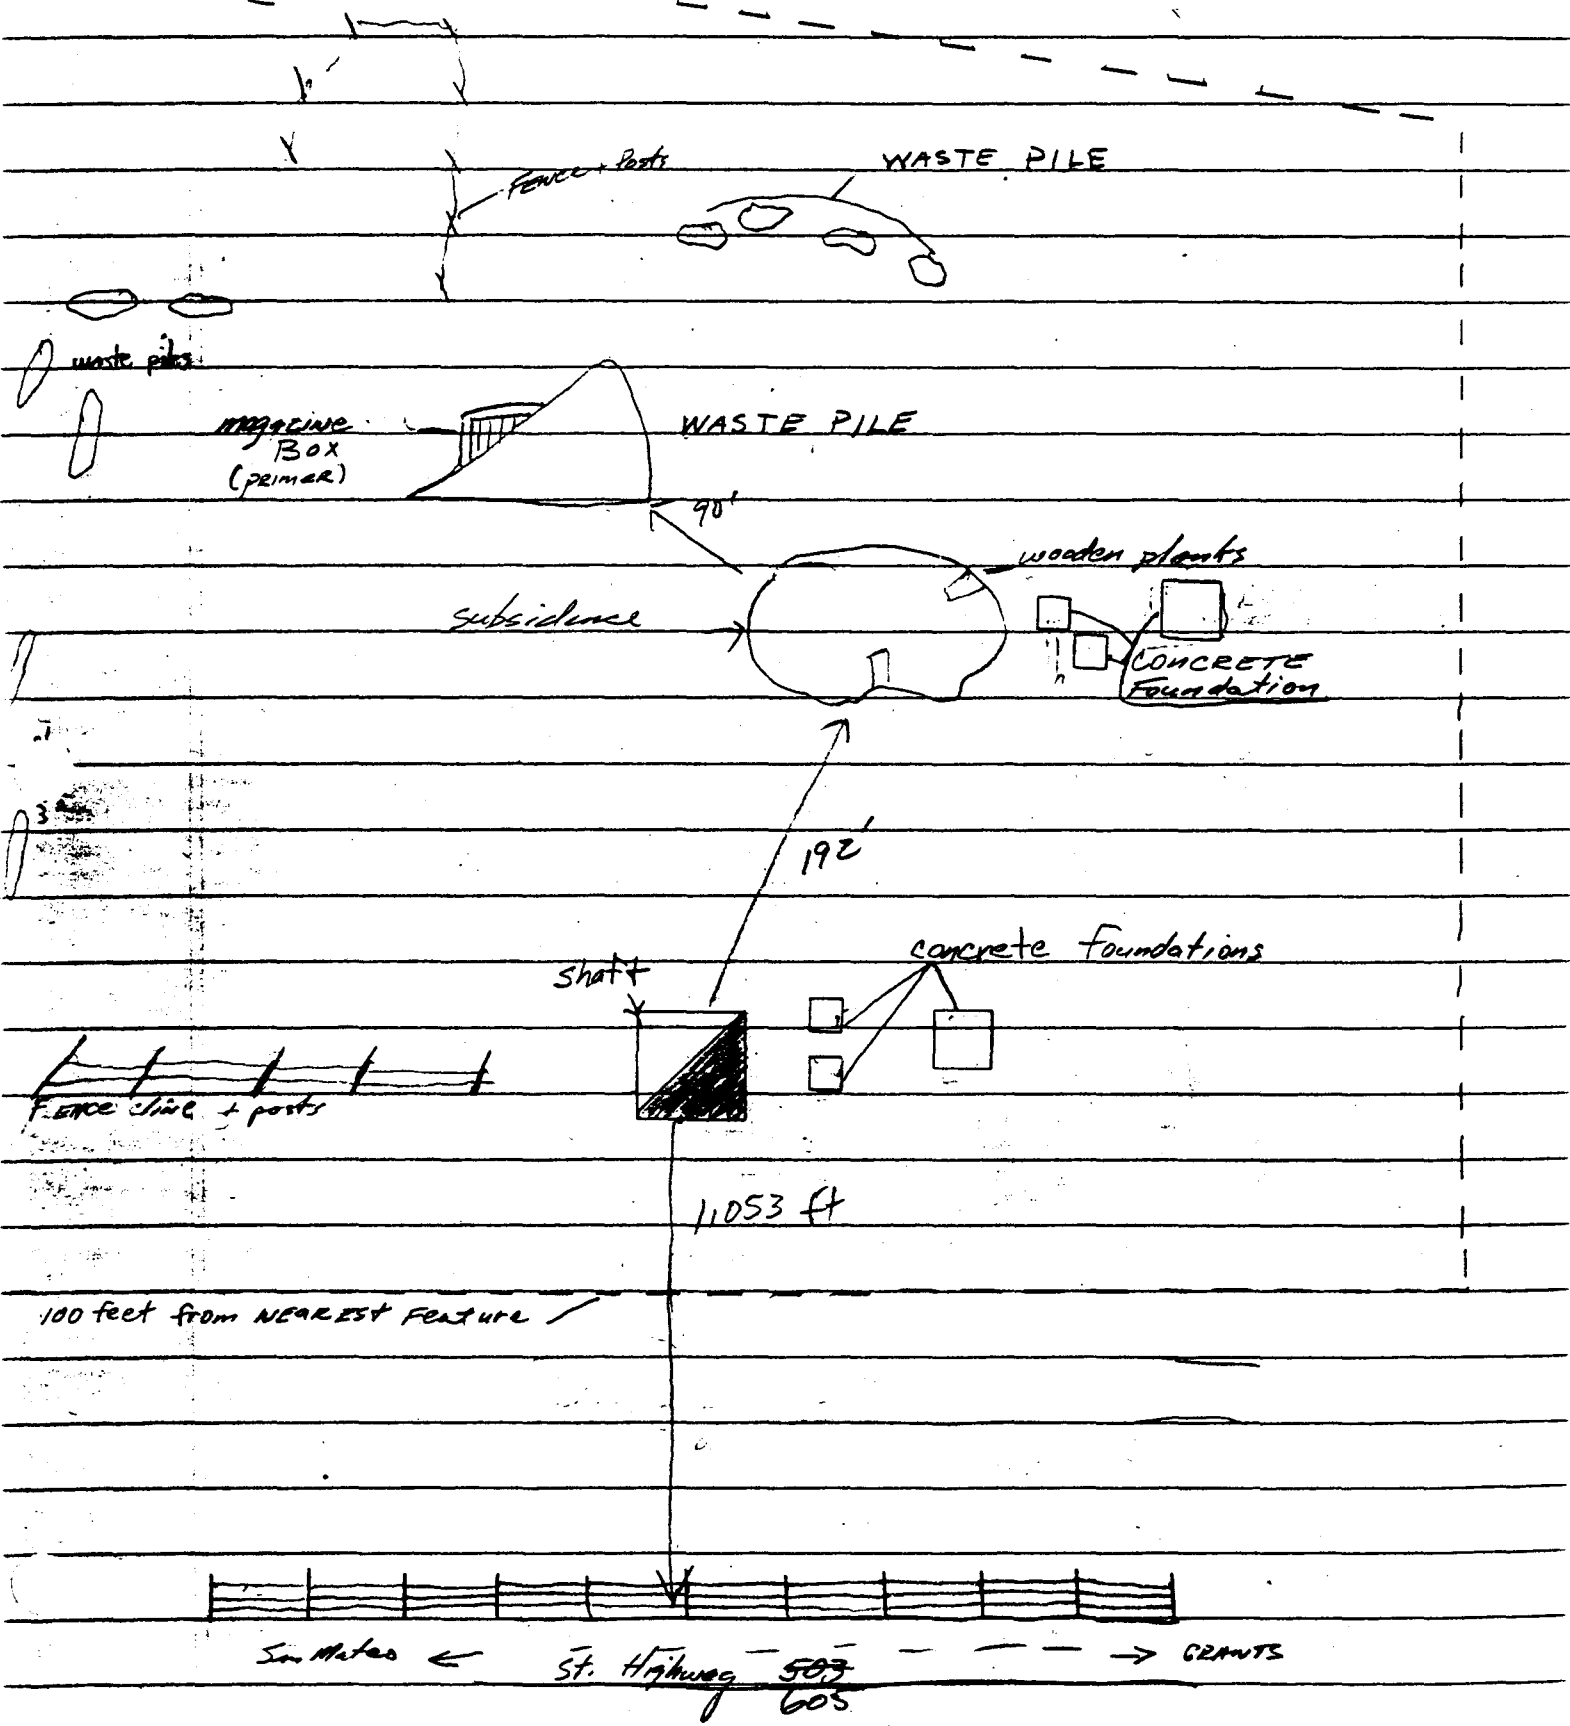 WASTE PILE
Fence + Posts
waste piles
magazine
Box
(primer)
WASTE PILE
90'
wooden planks
subsidence
CONCRETE
Foundation
192'
concrete foundations
shaft
FENCE line + posts
1,053 ft
100 feet from NEAREST Feature
San Mateo
GRANTS
St. Highway 503
605